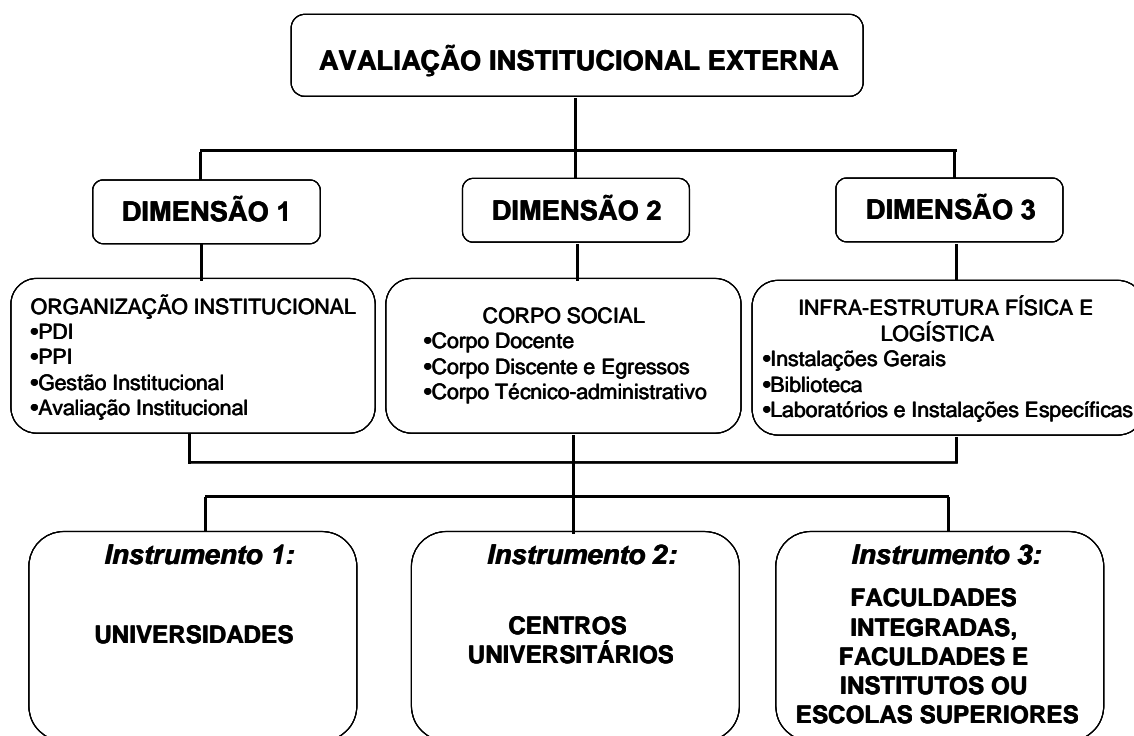 AVALIAÇÃO INSTITUCIONAL EXTERNA
DIMENSÃO 1
DIMENSÃO 2
DIMENSÃO 3
ORGANIZAÇÃO INSTITUCIONAL
•PDI
•PPI
•Gestão Institucional
•Avaliação Institucional
CORPO SOCIAL
•Corpo Docente
•Corpo Discente e Egressos
•Corpo Técnico-administrativo
INFRA-ESTRUTURA FÍSICA E
LOGÍSTICA
•Instalações Gerais
•Biblioteca
•Laboratórios e Instalações Específicas
Instrumento 1:
UNIVERSIDADES
Instrumento 2:
CENTROS
UNIVERSITÁRIOS
Instrumento 3:
FACULDADES
INTEGRADAS,
FACULDADES E
INSTITUTOS OU
ESCOLAS SUPERIORES